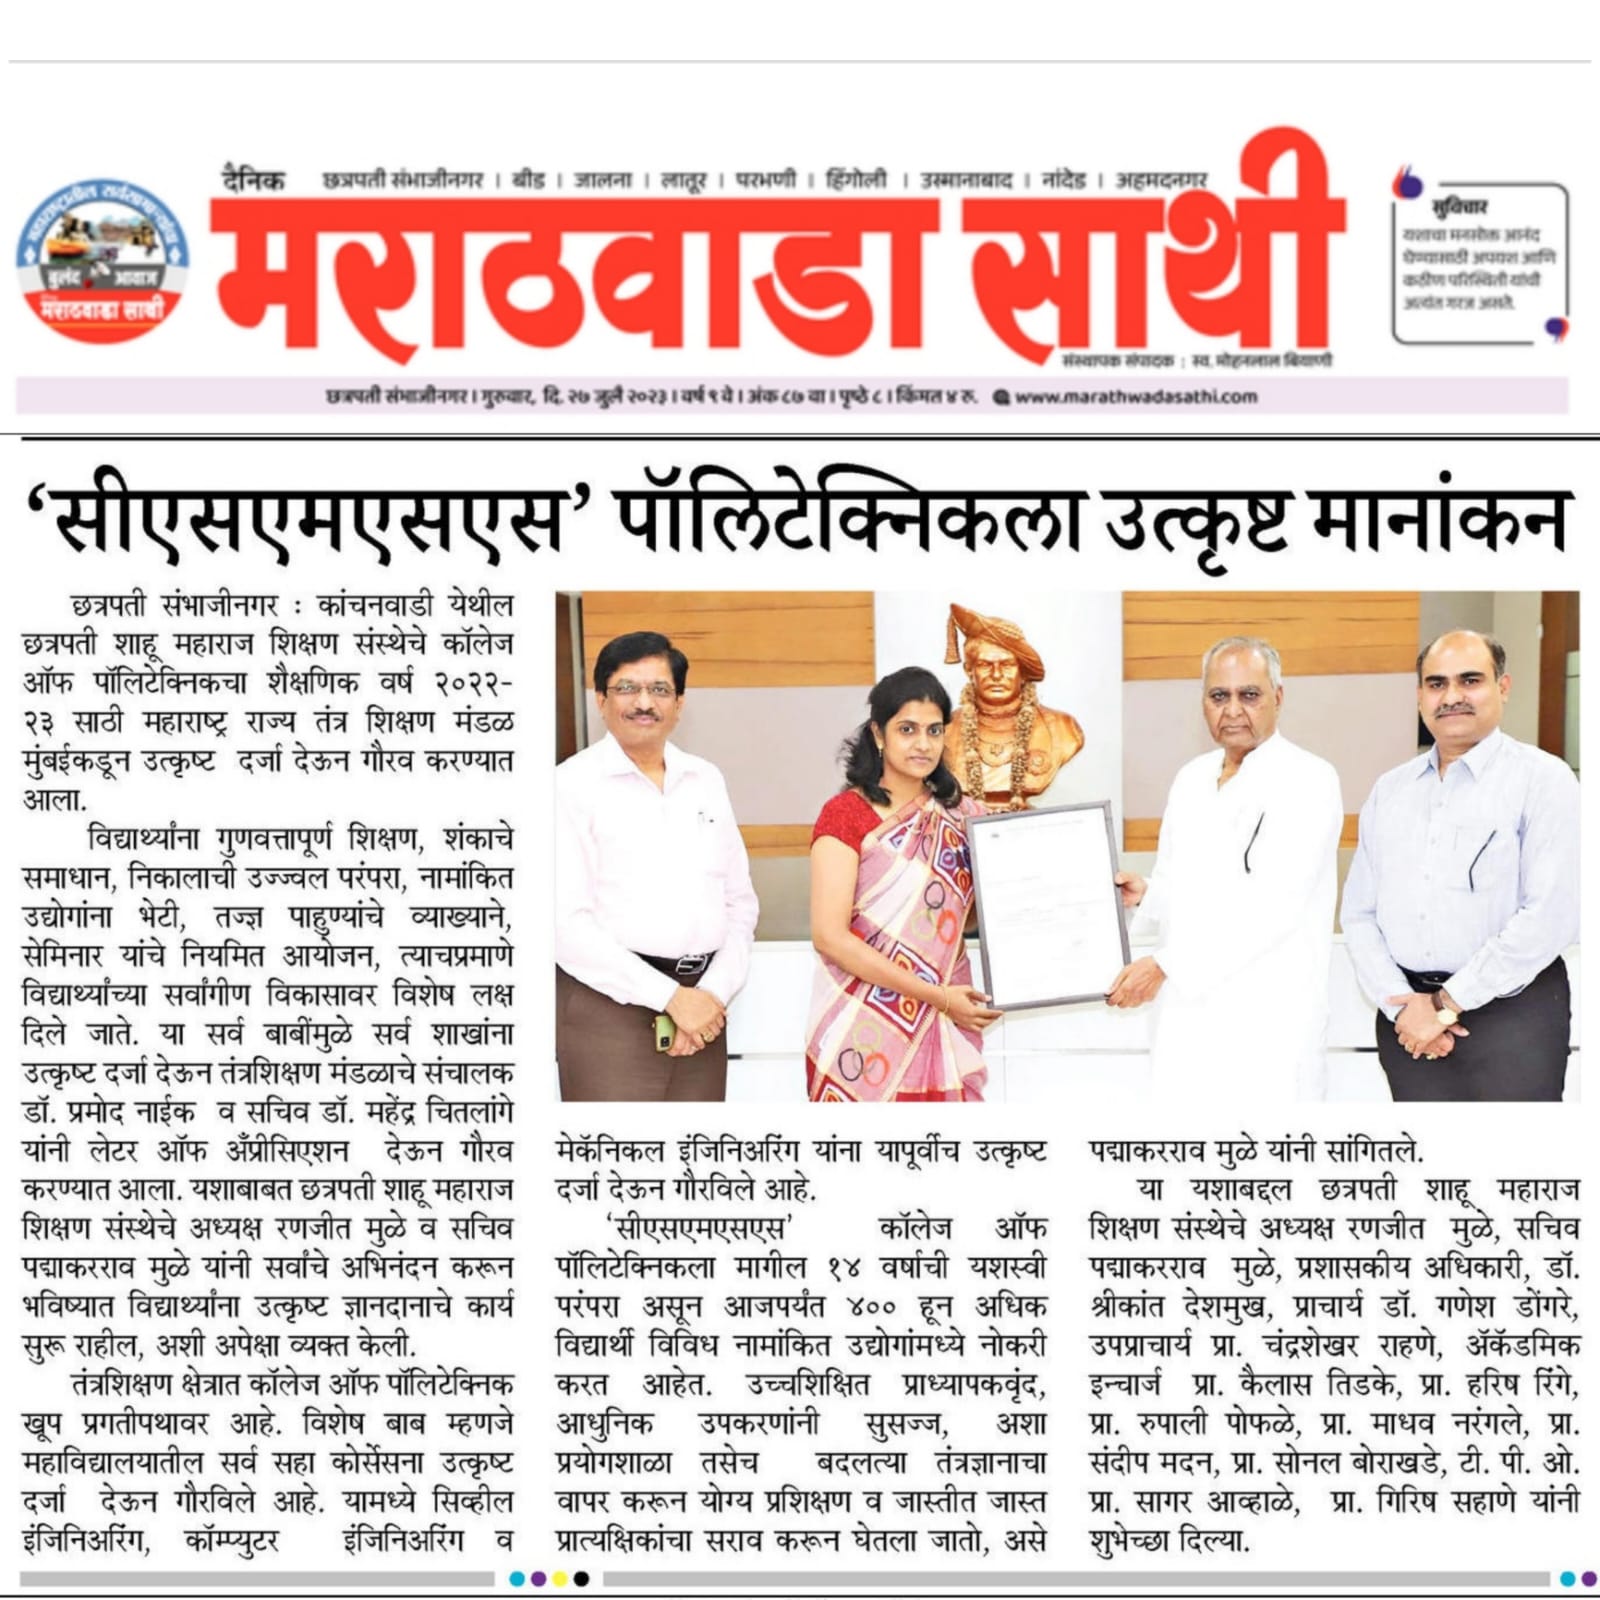 दैनिक
छत्रपती संभाजीनगर । बीड । जालना । लातूर । परभणी । हिंगोली । उस्मानाबाद । नांदेड । अहमदनगर
मराठवाडा साथी
संस्थापक संपादक : स्व. मोहनलाल बियाणी
बुलंद आवाज
मराठवाडा साथी
सुविचार
यशाचा मनसोक्त आनंद
घेण्यासाठी अपयश आणि
कठीण परिस्थिती यांची
अत्यंत गरज असते.
छत्रपती संभाजीनगर । गुरुवार, दि. २७ जुलै २०२३ । वर्ष ९ वे । अंक ८७ वा । पृष्ठे ८ । किंमत ४ रु. www.marathwadasathi.com
‘सीएसएमएसएस’ पॉलिटेक्निकला उत्कृष्ट मानांकन
छत्रपती संभाजीनगर : कांचनवाडी येथील
छत्रपती शाहू महाराज शिक्षण संस्थेचे कॉलेज
ऑफ पॉलिटेक्निकचा शैक्षणिक वर्ष २०२२-
२३ साठी महाराष्ट्र राज्य तंत्र शिक्षण मंडळ
मुंबईकडून उत्कृष्ट दर्जा देऊन गौरव करण्यात
आला.
विद्यार्थ्यांना गुणवत्तापूर्ण शिक्षण, शंकाचे
समाधान, निकालाची उज्ज्वल परंपरा, नामांकित
उद्योगांना भेटी, तज्ज्ञ पाहुण्यांचे व्याख्याने,
सेमिनार यांचे नियमित आयोजन, त्याचप्रमाणे
विद्यार्थ्यांच्या सर्वांगीण विकासावर विशेष लक्ष
दिले जाते. या सर्व बाबींमुळे सर्व शाखांना
उत्कृष्ट दर्जा देऊन तंत्रशिक्षण मंडळाचे संचालक
डॉ. प्रमोद नाईक व सचिव डॉ. महेंद्र चितलांगे
यांनी लेटर ऑफ अॅप्रीसिएशन देऊन गौरव
करण्यात आला. यशाबाबत छत्रपती शाहू महाराज
शिक्षण संस्थेचे अध्यक्ष रणजीत मुळे व सचिव
पद्माकरराव मुळे यांनी सर्वांचे अभिनंदन करून
भविष्यात विद्यार्थ्यांना उत्कृष्ट ज्ञानदानाचे कार्य
सुरू राहील, अशी अपेक्षा व्यक्त केली.
तंत्रशिक्षण क्षेत्रात कॉलेज ऑफ पॉलिटेक्निक
खूप प्रगतीपथावर आहे. विशेष बाब म्हणजे
महाविद्यालयातील सर्व सहा कोर्सेसना उत्कृष्ट
दर्जा देऊन गौरविले आहे. यामध्ये सिव्हील
इंजिनिअरिंग, कॉम्प्युटर इंजिनिअरिंग व
मेकॅनिकल इंजिनिअरिंग यांना यापूर्वीच उत्कृष्ट
दर्जा देऊन गौरविले आहे.
‘सीएसएमएसएस’ कॉलेज ऑफ
पॉलिटेक्निकला मागील १४ वर्षाची यशस्वी
परंपरा असून आजपर्यंत ४०० हून अधिक
विद्यार्थी विविध नामांकित उद्योगांमध्ये नोकरी
करत आहेत. उच्चशिक्षित प्राध्यापकवृंद,
आधुनिक उपकरणांनी सुसज्ज, अशा
प्रयोगशाळा तसेच बदलत्या तंत्रज्ञानाचा
वापर करून योग्य प्रशिक्षण व जास्तीत जास्त
प्रात्यक्षिकांचा सराव करून घेतला जातो, असे
पद्माकरराव मुळे यांनी सांगितले.
या यशाबद्दल छत्रपती शाहू महाराज
शिक्षण संस्थेचे अध्यक्ष रणजीत मुळे, सचिव
पद्माकरराव मुळे, प्रशासकीय अधिकारी, डॉ.
श्रीकांत देशमुख, प्राचार्य डॉ. गणेश डोंगरे,
उपप्राचार्य प्रा. चंद्रशेखर राहणे, अ‍ॅकॅडमिक
इन्चार्ज प्रा. कैलास तिडके, प्रा. हरिष रिंगे,
प्रा. रुपाली पोफळे, प्रा. माधव नरंगले, प्रा.
संदीप मदन, प्रा. सोनल बोराखडे, टी. पी. ओ.
प्रा. सागर आव्हाळे, प्रा. गिरिष सहाणे यांनी
शुभेच्छा दिल्या.